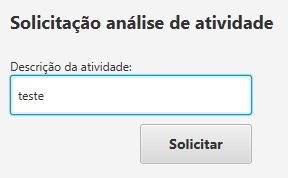 Solicitação análise de atividade
Descrição da atividade:
teste
Solicitar